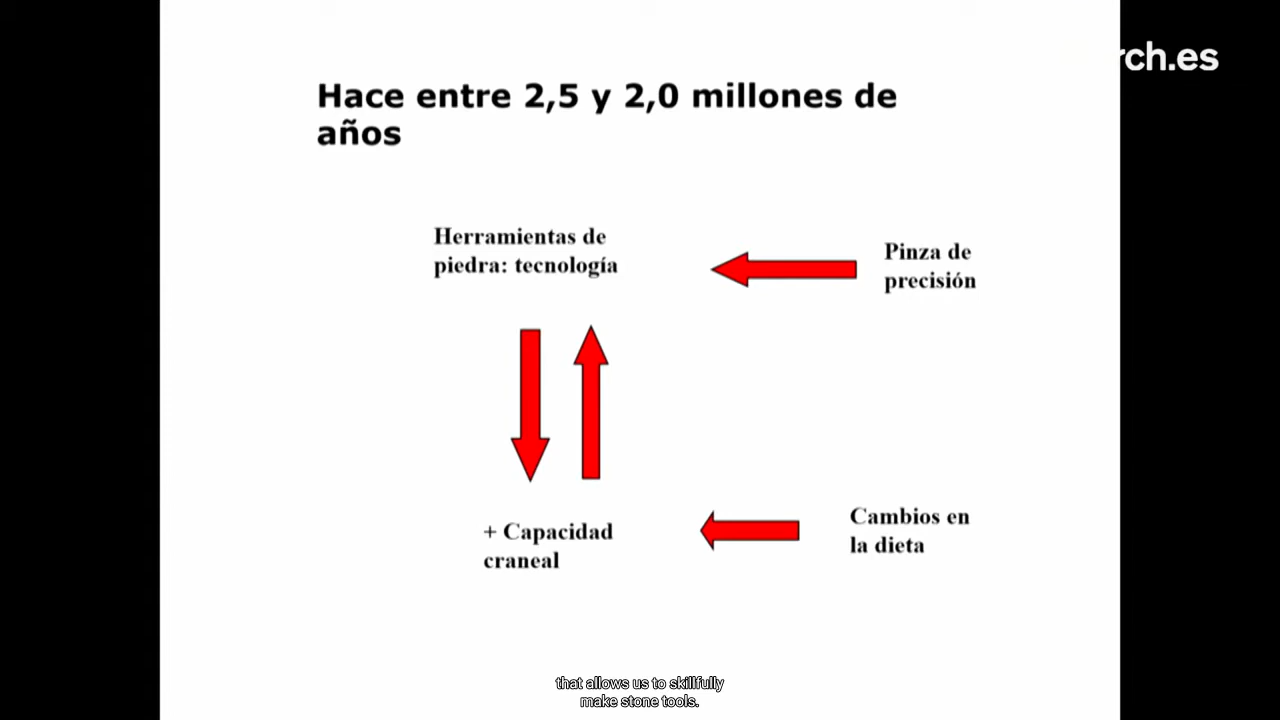 rch.es
Hace entre 2,5 y 2,0 millones de
años
Herramientas de
piedra: tecnología
Pinza de
precisión
+ Capacidad
craneal
Cambios en
la dieta
that allows us to skillfully
make stone tools.